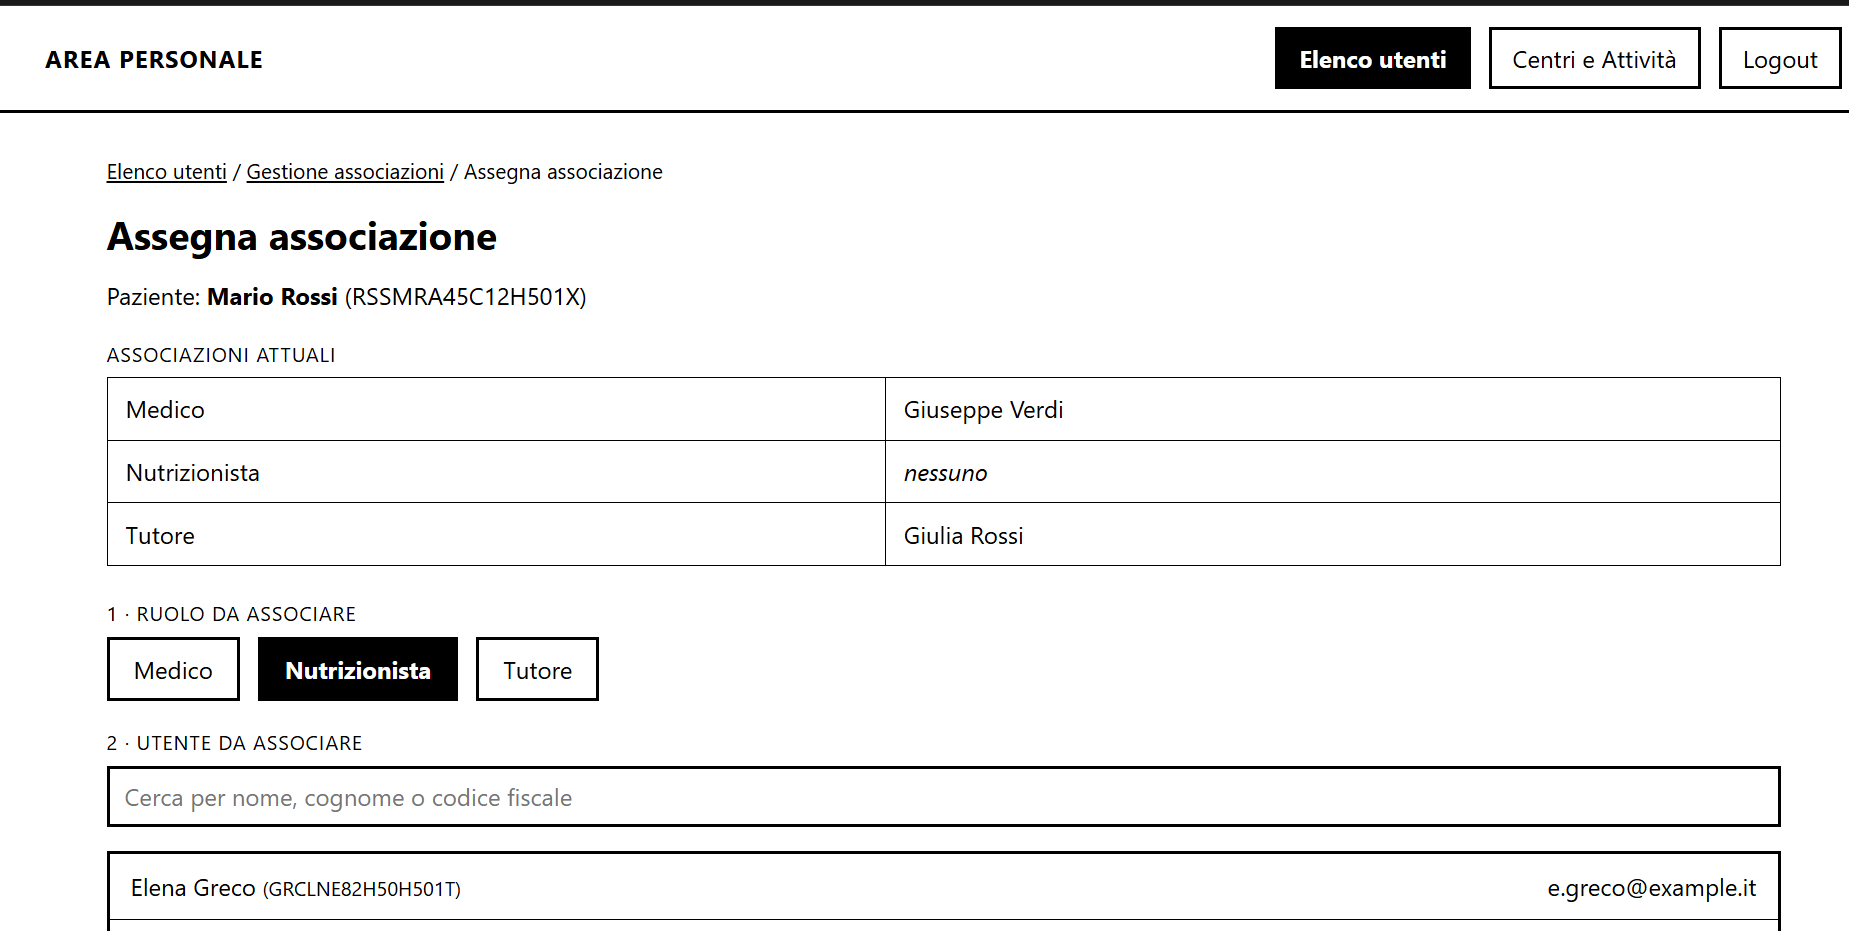 AREA PERSONALE
Elenco utenti
Centri e Attività
Logout
Elenco utenti / Gestione associazioni / Assegna associazione
Assegna associazione
Paziente: Mario Rossi (RSSMRA45C12H501X)
ASSOCIAZIONI ATTUALI
Medico Giuseppe Verdi
Nutrizionista nessuno
Tutore Giulia Rossi
1 · RUOLO DA ASSOCIARE
Medico Nutrizionista Tutore
2 · UTENTE DA ASSOCIARE
Cerca per nome, cognome o codice fiscale
Elena Greco (GRCLNE82H50H501T) e.greco@example.it